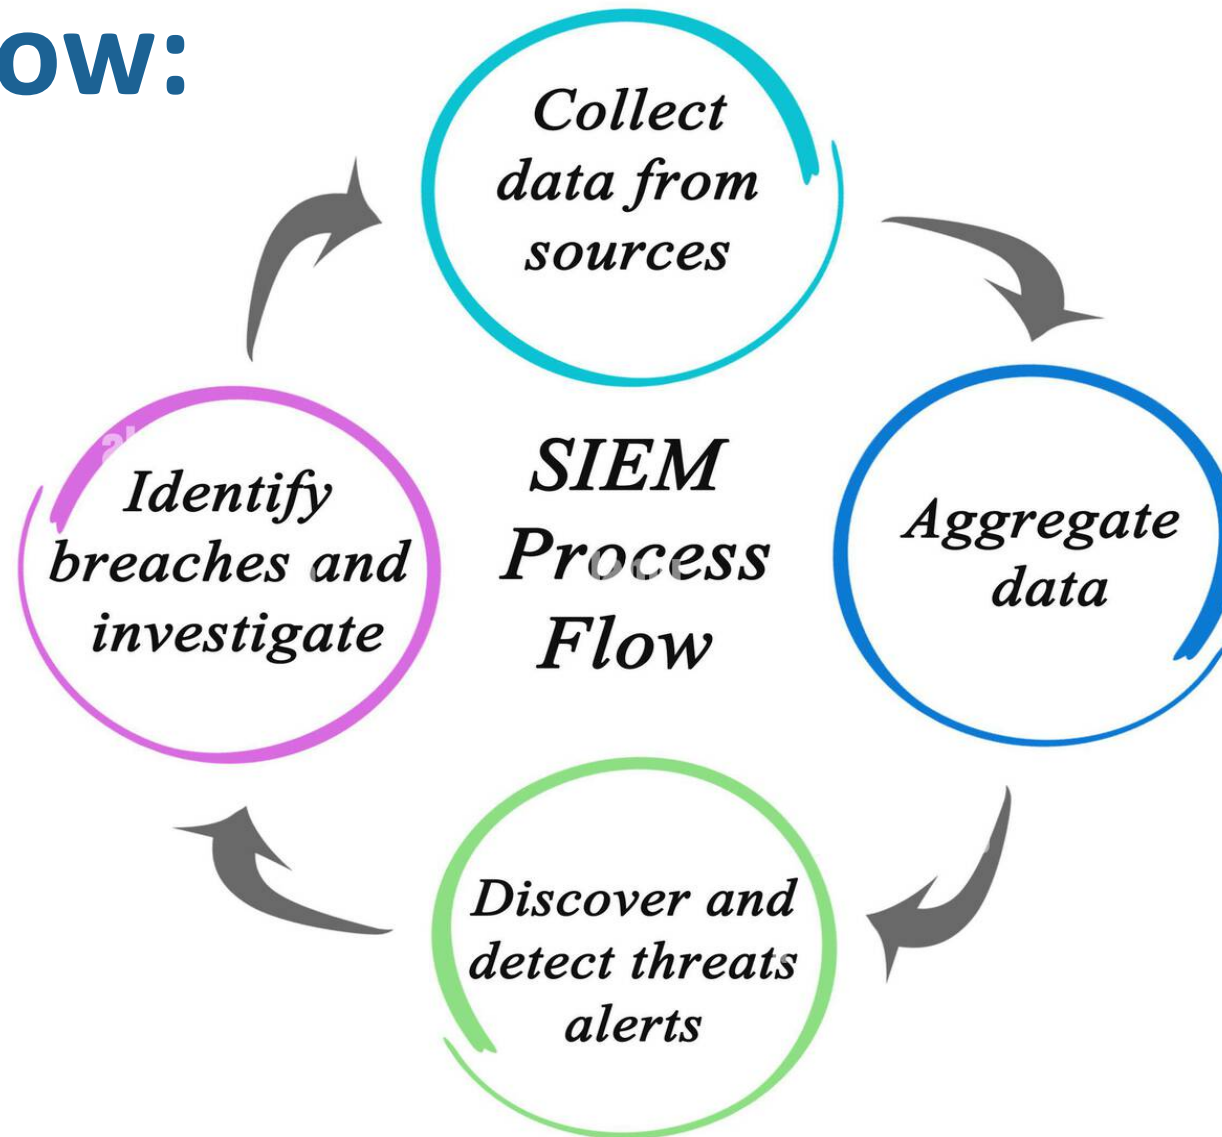 ow:
Collect
data from
sources
Aggregate
data
Discover and
detect threats
alerts
Identify
breaches and
investigate
SIEM
Process
Flow